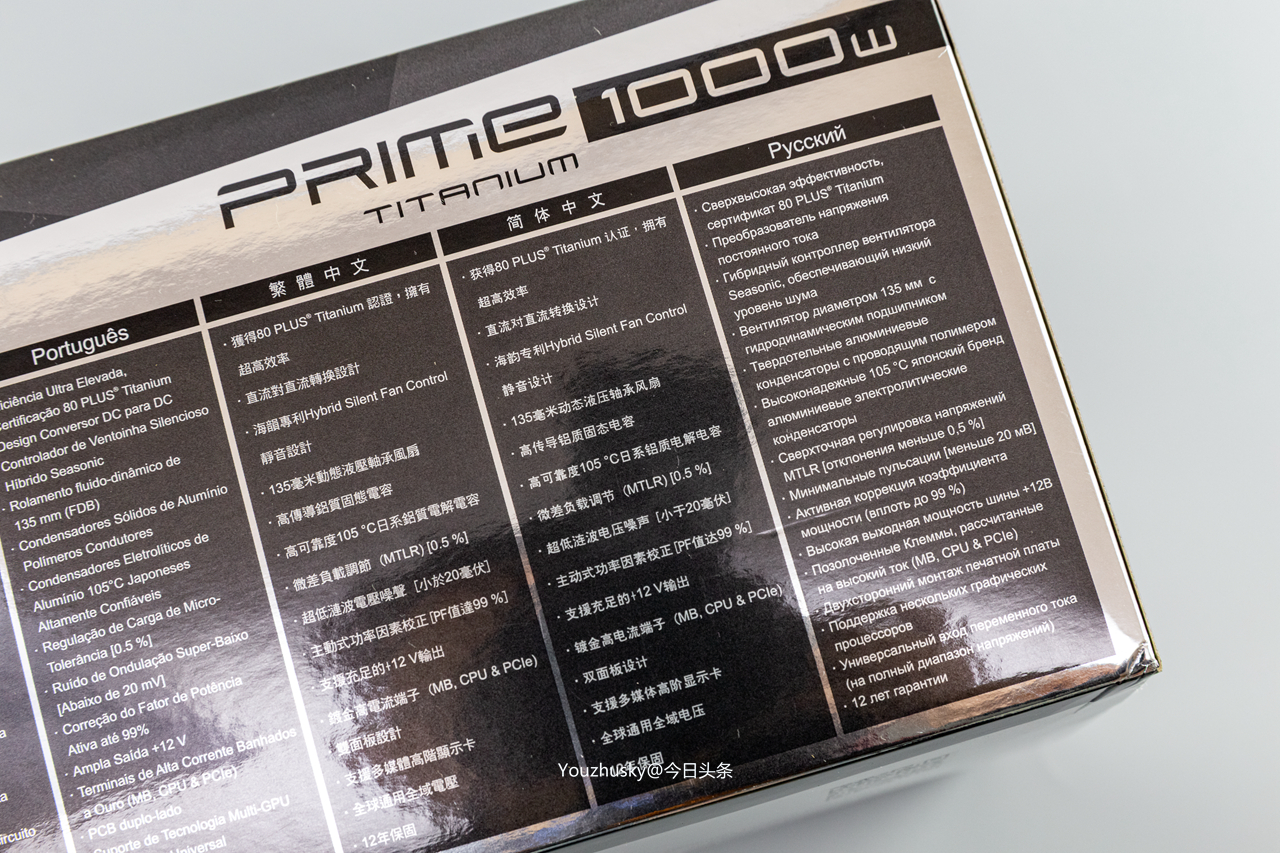 PRIME 1000W
TITANIUM
Português
iciência Ultra Elevada,
Certificação 80 PLUS® Titanium
Design Conversor DC para DC
Controlador de Ventoinha Silencioso
Híbrido Seasonic
Rolamento fluido-dinâmico de
135 mm (FDB)
· Condensadores Sólidos de Alumínio
Polímeros Condutores
· Condensadores Eletrolíticos de
Alumínio 105°C Japoneses
Altamente Confiáveis
· Regulação de Carga de Micro-
Tolerância [0.5 %]
· Ruido de Ondulação Super-Baixo
[Abaixo de 20 mV]
· Correção do Fator de Potência
Ativa até 99%
· Ampla Saída +12 V
· Terminais de Alta Corrente Banhados
a Ouro (MB, CPU & PCIe)
· PCB duplo-lado
· Suporte de Tecnologia Multi-GPU
Universal
ircuito
繁體中文
· 獲得80 PLUS® Titanium 認證，擁有
超高效率
· 直流對直流轉換設計
· 海韻專利Hybrid Silent Fan Control
靜音設計
· 135毫米動態液壓軸承風扇
· 高傳導鋁質固態電容
· 高可靠度105 °C日系鋁質電解電容
· 微差負載調節（MTLR) [0.5 %]
· 超低漣波電壓噪聲［小於20毫伏］
· 主動式功率因素校正 [PF值達99 %]
· 支援充足的+12 V輸出
· 鍍金高電流端子（MB, CPU & PCIe)
· 雙面板設計
· 支援多媒體高階顯示卡
· 全球通用全域電壓
· 12年保固
简体中文
· 获得80 PLUS® Titanium 认证，拥有
超高效率
· 直流对直流转换设计
· 海韵专利Hybrid Silent Fan Control
静音设计
· 135毫米动态液压轴承风扇
· 高传导铝质固态电容
· 高可靠度105 °C日系铝质电解电容
· 微差负载调节（MTLR) [0.5 %]
· 超低涟波电压噪声［小于20毫伏］
· 主动式功率因素校正 [PF值达99 %]
· 支援充足的+12 V输出
· 镀金高电流端子（MB, CPU & PCIe)
· 双面板设计
· 支援多媒体高阶显示卡
· 全球通用全域电压
年保固
Русский
· Сверхвысокая эффективность,
сертификат 80 PLUS® Titanium
· Преобразователь напряжения
постоянного тока
· Гибридный контроллер вентилятора
Seasonic, обеспечивающий низкий
уровень шума
· Вентилятор диаметром 135 мм с
гидродинамическим подшипником
· Твердотельные алюминиевые
конденсаторы с проводящим полимером
· Высоконадежные 105 °C японский бренд
алюминиевые электролитические
конденсаторы
· Сверхточная регулировка напряжений
MTLR [отклонения меньше 0.5 %]
· Минимальные пульсации [меньше 20 мВ]
· Активная коррекция коэффициента
мощности (вплоть до 99 %)
· Высокая выходная мощность шины +12В
· Позолоченные Клеммы, рассчитанные
на высокий ток (MB, CPU & PCIe)
· Двухсторонний монтаж печатной платы
· Поддержка нескольких графических
процессоров
· Универсальный вход переменного тока
(на полный диапазон напряжений)
· 12 лет гарантии
Youzhusky@今日头条